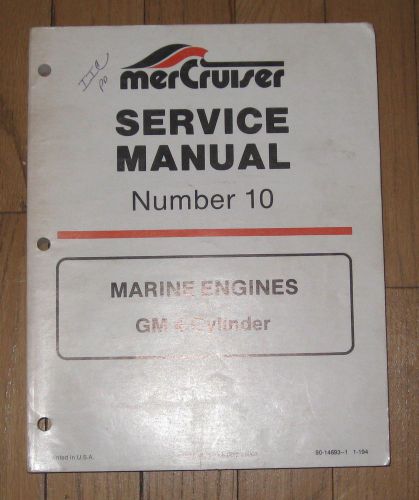 merCruiser
SERVICE
MANUAL
Number 10
MARINE ENGINES
GM 4 Cylinder
Printed in U.S.A.
90-14693--1 1-194